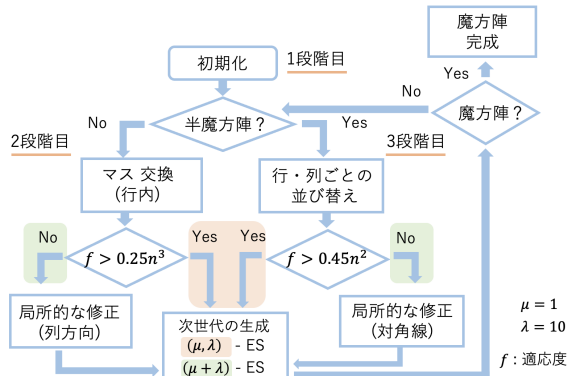 魔方陣
完成
初期化
1段階目
Yes
No
No
半魔方陣？
Yes
魔方陣？
2段階目
3段階目
マス 交換
(行内)
行・列ごとの
並び替え
No
f > 0.25n³
Yes
Yes
f > 0.45n²
No
局所的な修正
(列方向)
次世代の生成
(μ, λ) - ES
(μ + λ) - ES
局所的な修正
(対角線)
μ = 1
λ = 10
f : 適応度